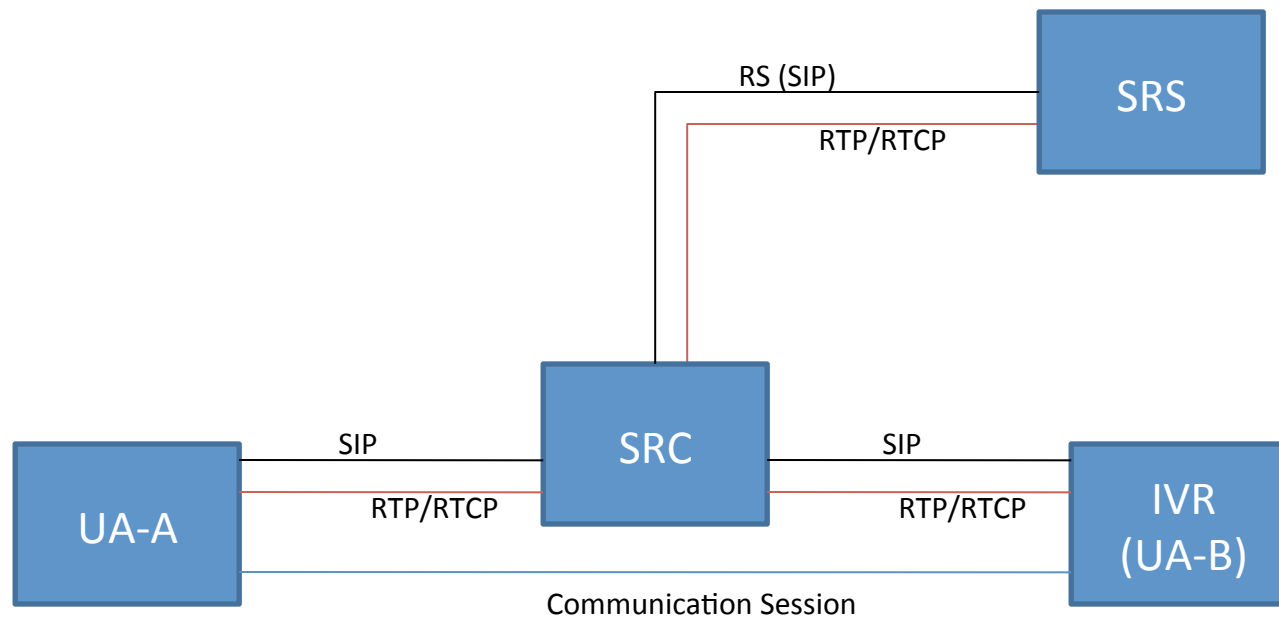 RS (SIP)
SRS
RTP/RTCP
SIP
SRC
SIP
RTP/RTCP
RTP/RTCP
UA-A
IVR
(UA-B)
Communication Session